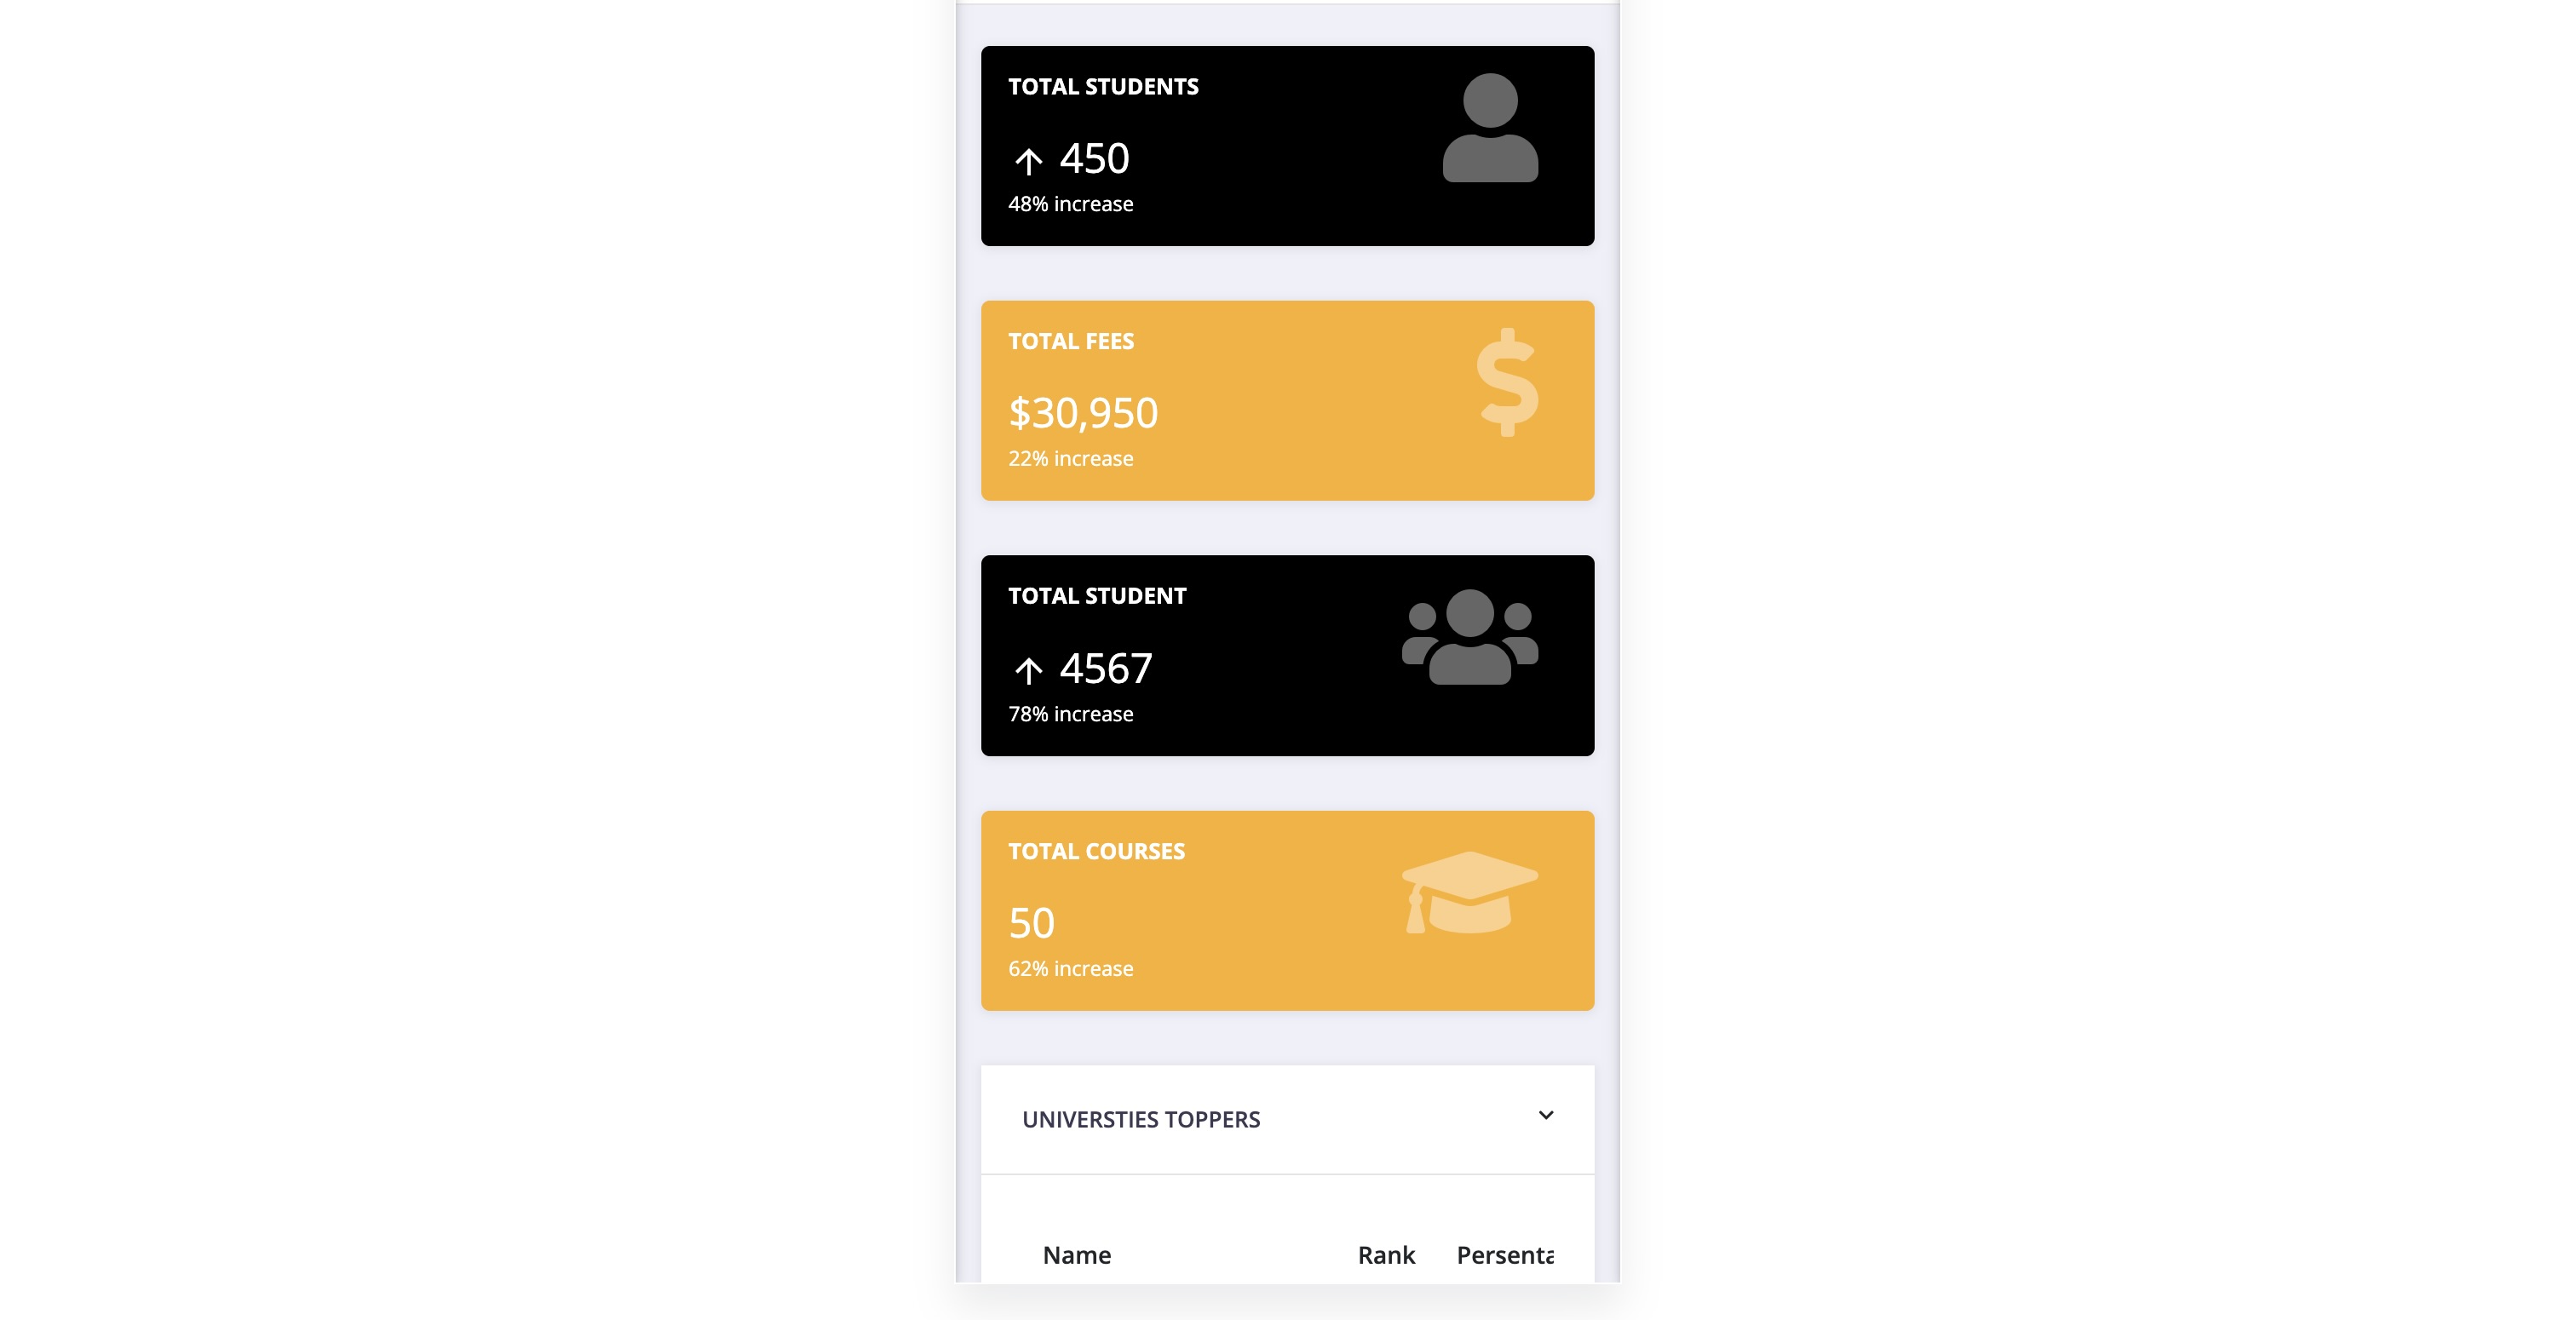 TOTAL STUDENTS
↑ 450
48% increase
TOTAL FEES
$30,950
22% increase
TOTAL STUDENT
↑ 4567
78% increase
TOTAL COURSES
50
62% increase
UNIVERSTIES TOPPERS
Name Rank Persenta